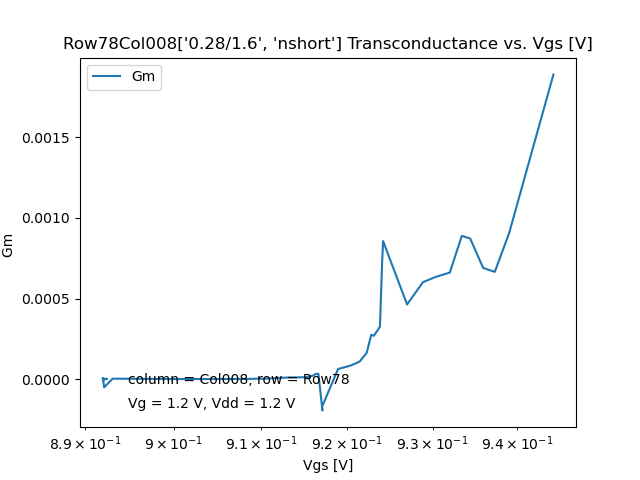 Row78Col008['0.28/1.6', 'nshort'] Transconductance vs. Vgs [V]
Gm
0.0015
0.0010
0.0005
0.0000
Gm
column = Col008, row = Row78
Vg = 1.2 V, Vdd = 1.2 V
8.9 × 10⁻¹ 9 × 10⁻¹ 9.1 × 10⁻¹ 9.2 × 10⁻¹ 9.3 × 10⁻¹ 9.4 × 10⁻¹
Vgs [V]